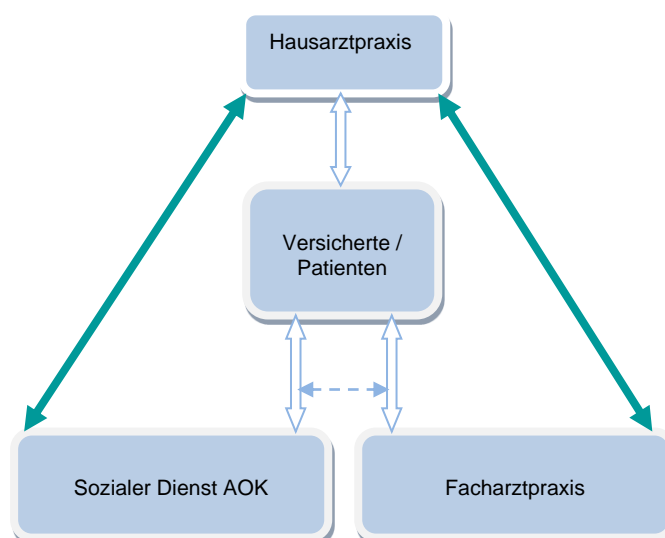 Hausarztpraxis
Versicherte /
Patienten
Sozialer Dienst AOK
Facharztpraxis